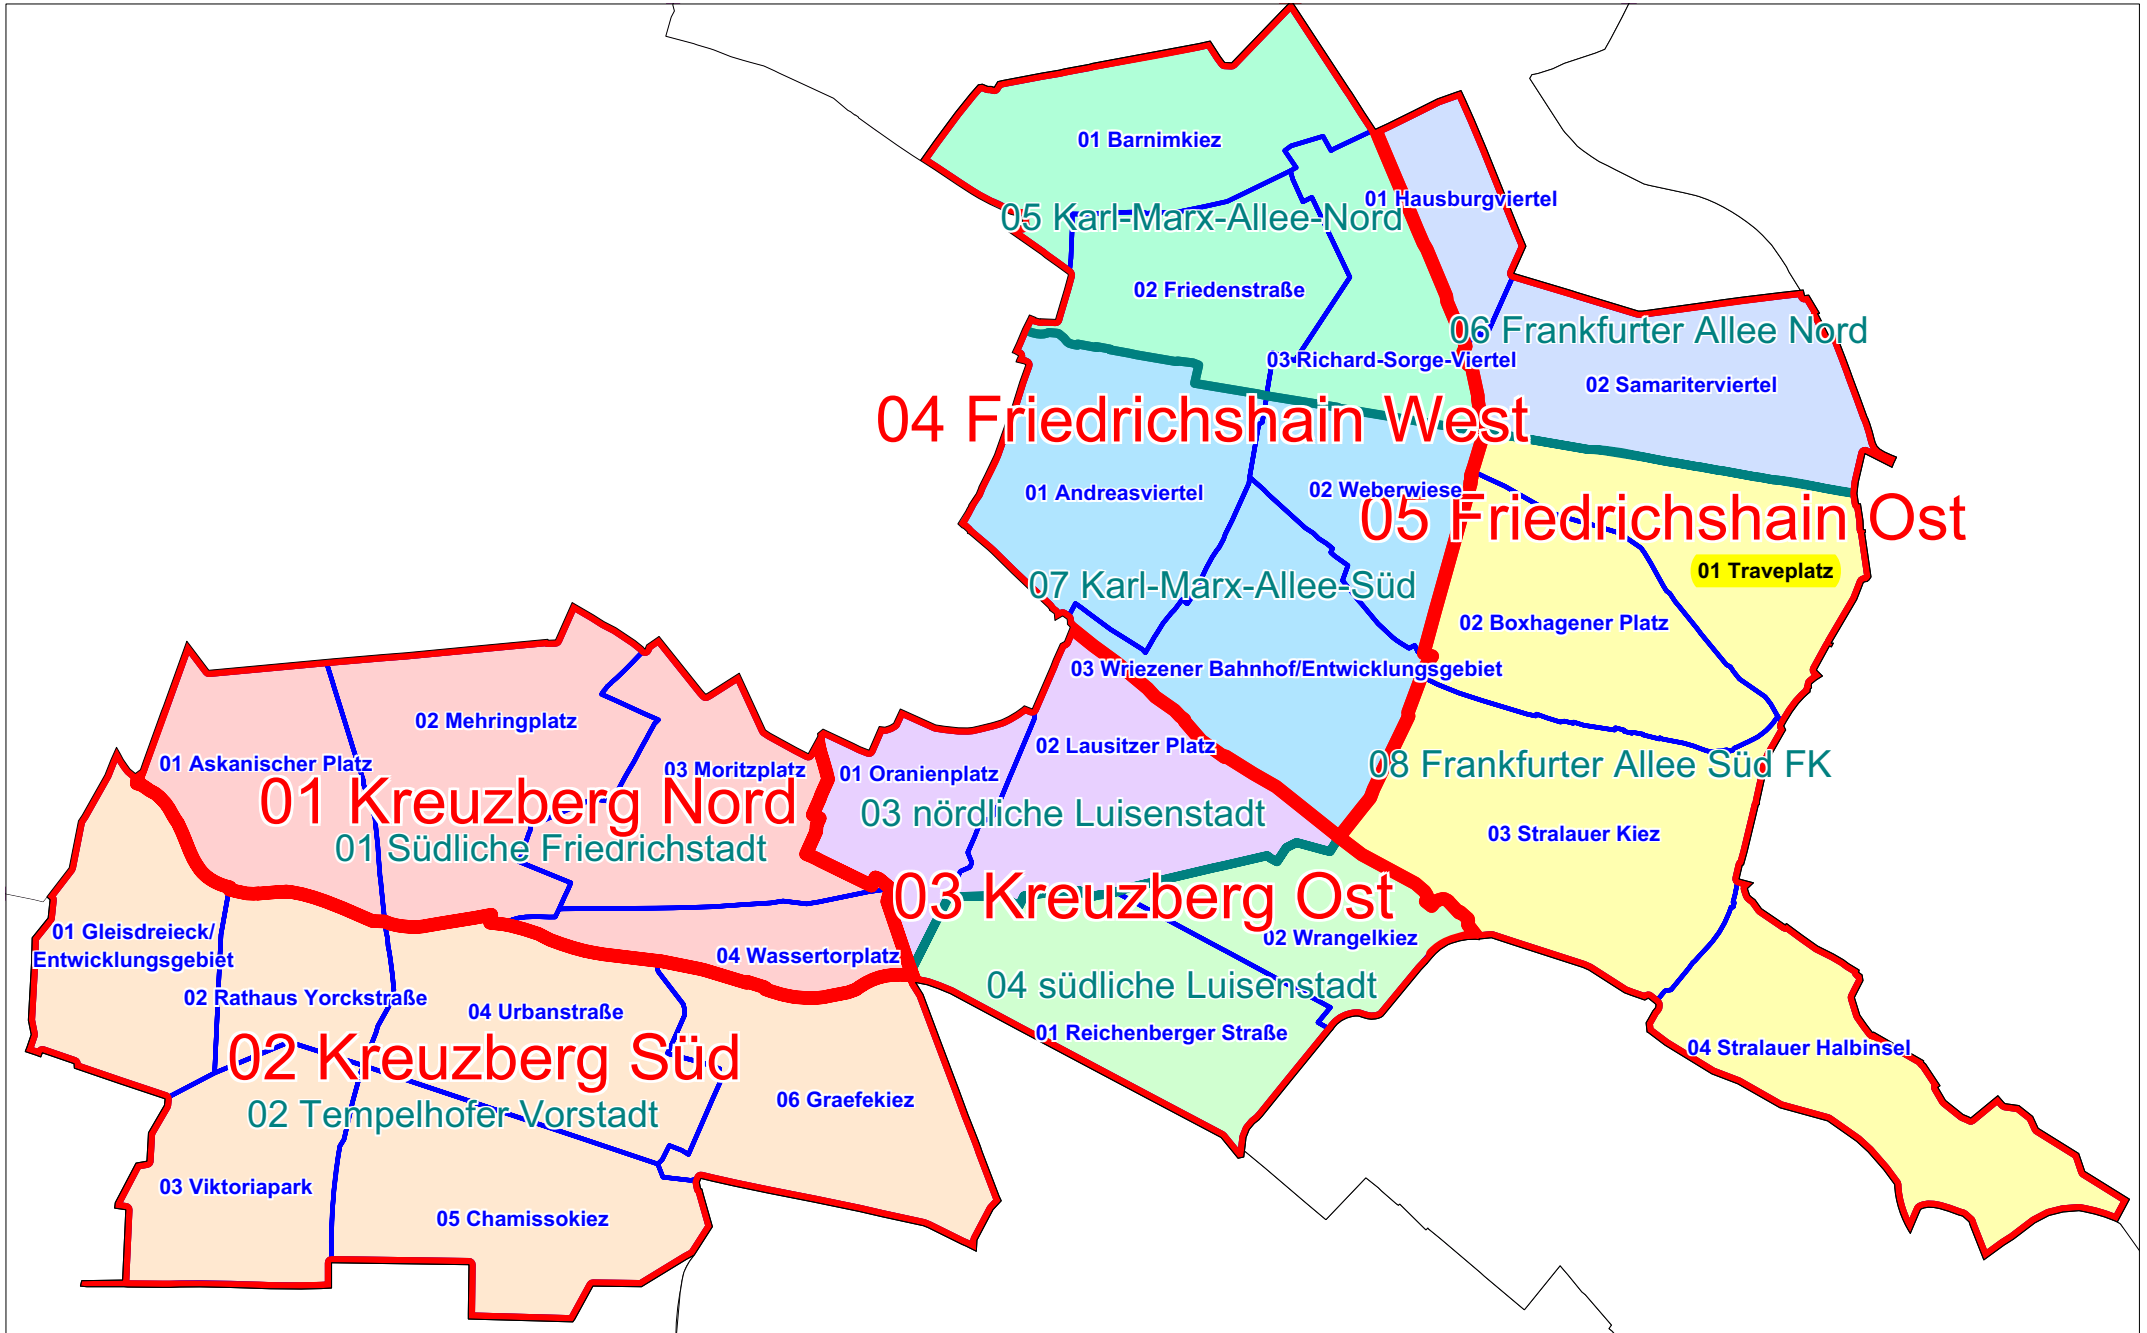 01 Barnimkiez
01 Hausburgviertel
05 Karl-Marx-Allee-Nord
02 Friedenstraße
06 Frankfurter Allee Nord
03 Richard-Sorge-Viertel
02 Samariterviertel
04 Friedrichshain West
01 Andreasviertel
02 Weberwiese
05 Friedrichshain Ost
01 Traveplatz
07 Karl-Marx-Allee-Süd
02 Boxhagener Platz
03 Wriezener Bahnhof/Entwicklungsgebiet
02 Mehringplatz
02 Lausitzer Platz
01 Askanischer Platz
03 Moritzplatz
01 Oranienplatz
08 Frankfurter Allee Süd FK
01 Kreuzberg Nord
03 nördliche Luisenstadt
03 Stralauer Kiez
01 Südliche Friedrichstadt
03 Kreuzberg Ost
01 Gleisdreieck/
Entwicklungsgebiet
02 Wrangelkiez
04 Wassertorplatz
04 südliche Luisenstadt
02 Rathaus Yorckstraße
04 Urbanstraße
01 Reichenberger Straße
04 Stralauer Halbinsel
02 Kreuzberg Süd
06 Graefekiez
02 Tempelhofer Vorstadt
03 Viktoriapark
05 Chamissokiez